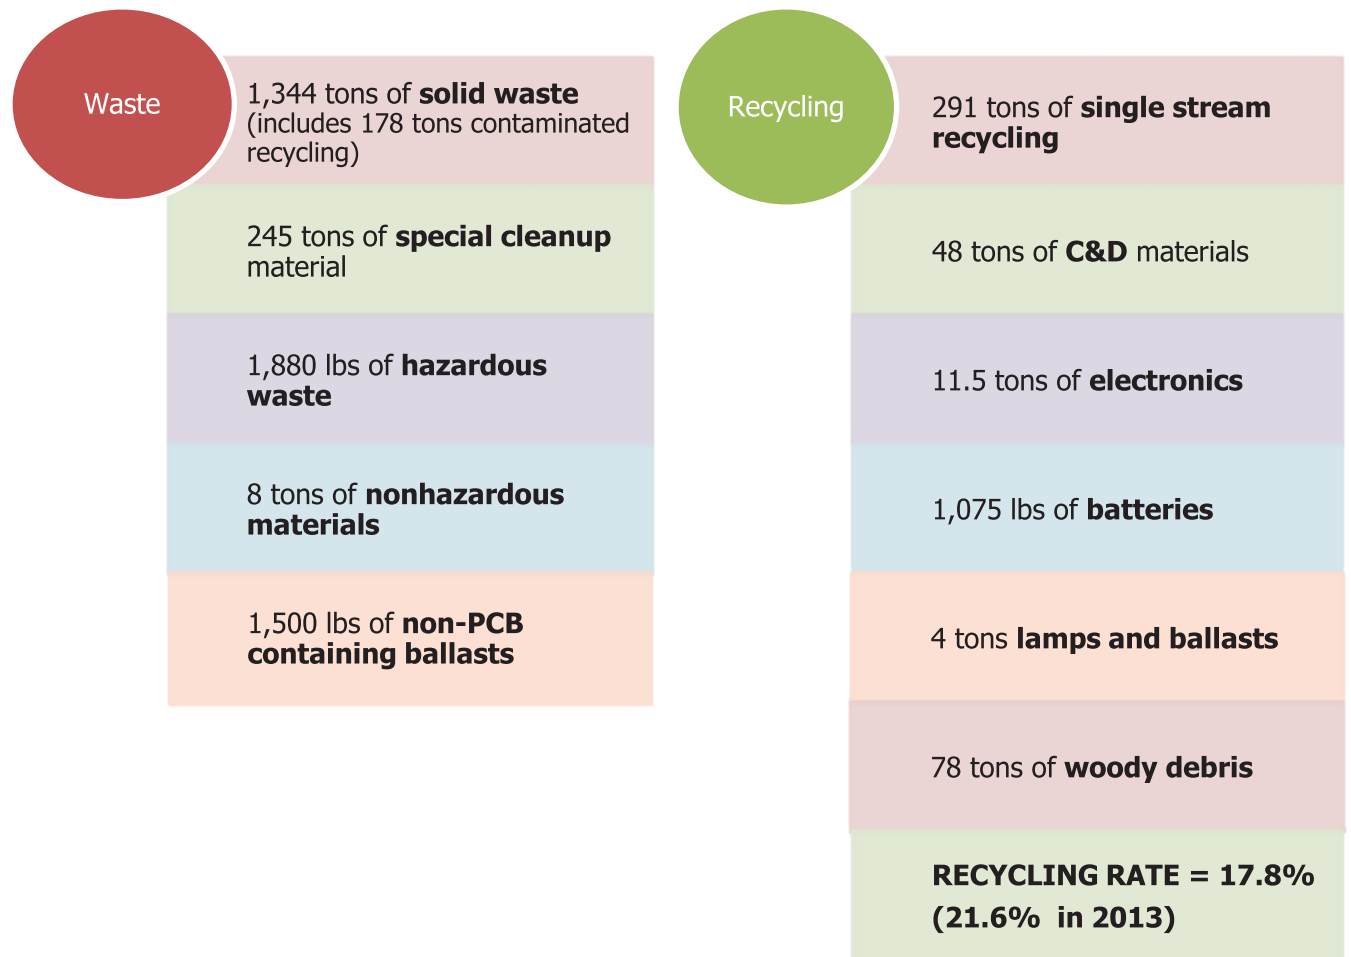 Waste
1,344 tons of solid waste
(includes 178 tons contaminated
recycling)
245 tons of special cleanup
material
1,880 lbs of hazardous
waste
8 tons of nonhazardous
materials
1,500 lbs of non-PCB
containing ballasts
Recycling
291 tons of single stream
recycling
48 tons of C&D materials
11.5 tons of electronics
1,075 lbs of batteries
4 tons lamps and ballasts
78 tons of woody debris
RECYCLING RATE = 17.8%
(21.6% in 2013)